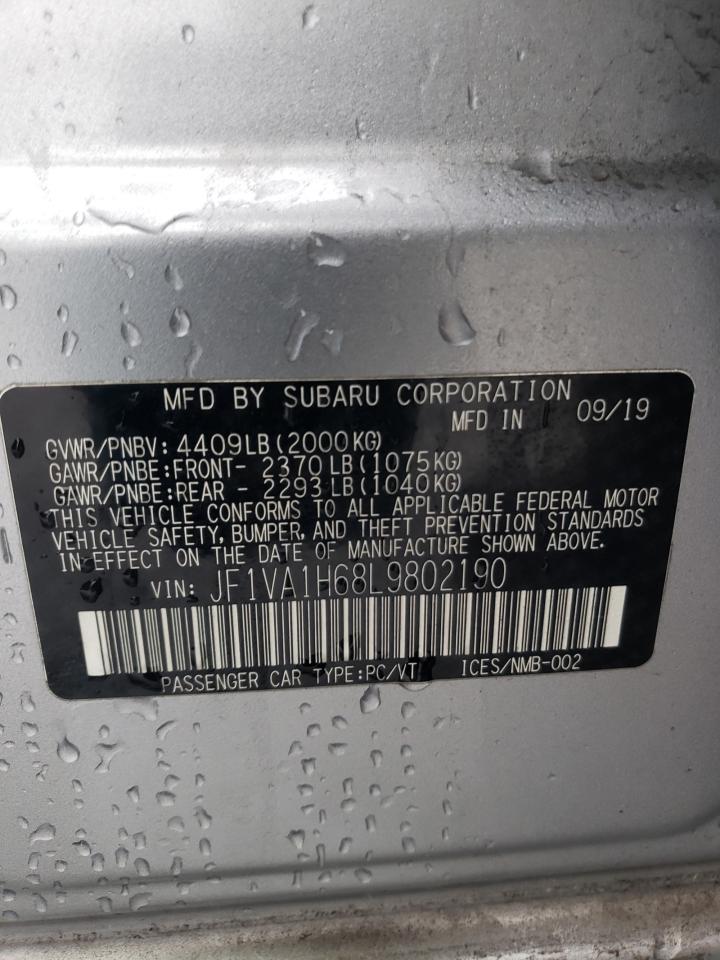 MFD BY SUBARU CORPORATION
MFD IN 09/19
GVWR/PNBV: 4409LB(2000KG)
GAWR/PNBE:FRONT- 2370LB(1075KG)
GAWR/PNBE:REAR - 2293LB(1040KG)
THIS VEHICLE CONFORMS TO ALL APPLICABLE FEDERAL MOTOR
VEHICLE SAFETY, BUMPER, AND THEFT PREVENTION STANDARDS
IN EFFECT ON THE DATE OF MANUFACTURE SHOWN ABOVE.
VIN: JF1VA1H68L9802190
PASSENGER CAR TYPE:PC/VT ICES/NMB-002